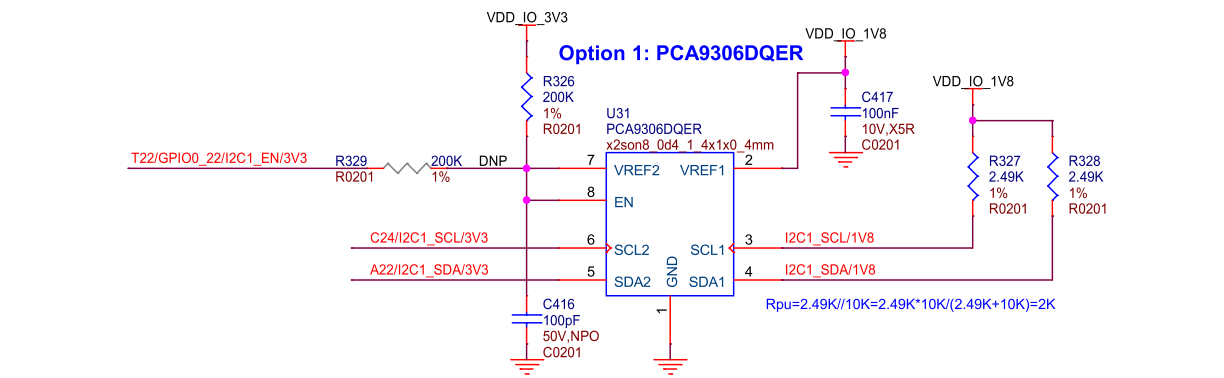 VDD_IO_3V3
Option 1: PCA9306DQER
VDD_IO_1V8
VDD_IO_1V8
R326
200K
1%
R0201
C417
100nF
10V,X5R
C0201
U31
PCA9306DQER
x2son8_0d4_1_4x1x0_4mm
T22/GPIO0_22/I2C1_EN/3V3
R329
R0201
200K
1%
DNP
7
VREF2
VREF1
2
8
EN
R327
2.49K
1%
R0201
R328
2.49K
1%
R0201
C24/I2C1_SCL/3V3
6
SCL2
SCL1
3
I2C1_SCL/1V8
A22/I2C1_SDA/3V3
5
SDA2
GND
SDA1
4
I2C1_SDA/1V8
1
Rpu=2.49K//10K=2.49K*10K/(2.49K+10K)=2K
C416
100pF
50V,NPO
C0201